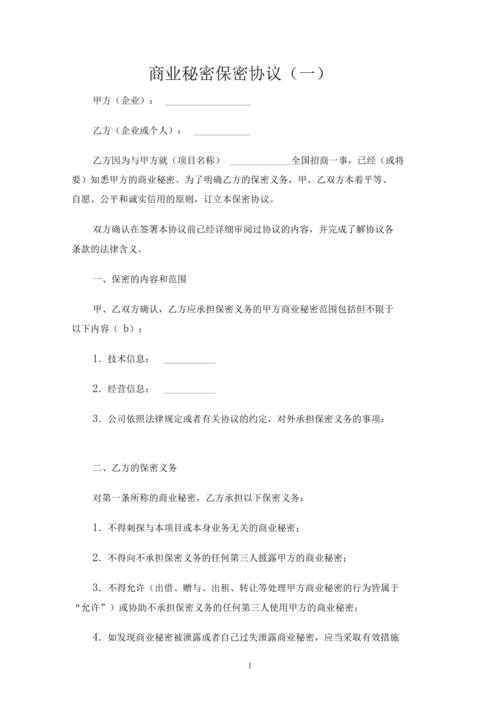 商业秘密保密协议（一）
甲方（企业）： __________________
乙方（企业或个人）： ____________
乙方因为与甲方就（项目名称） _____________全国招商一事，已经（或将
要）知悉甲方的商业秘密。为了明确乙方的保密义务，甲、乙双方本着平等、
自愿、公平和诚实信用的原则，订立本保密协议。
双方确认在签署本协议前已经详细审阅过协议的内容，并完成了解协议各
条款的法律含义。
一、保密的内容和范围
甲、乙双方确认，乙方应承担保密义务的甲方商业秘密范围包括但不限于
以下内容（ b）：
1．技术信息： ___________
2．经营信息： ___________
3．公司依照法律规定或者有关协议的约定，对外承担保密义务的事项：
二、乙方的保密义务
对第一条所称的商业秘密，乙方承担以下保密义务：
1．不得刺探与本项目或本身业务无关的商业秘密；
2．不得向不承担保密义务的任何第三人披露甲方的商业秘密；
3．不得允许（出借、赠与、出租、转让等处理甲方商业秘密的行为皆属于
“允许”）或协助不承担保密义务的任何第三人使用甲方的商业秘密；
4．如发现商业秘密被泄露或者自己过失泄露商业秘密，应当采取有效措施
1